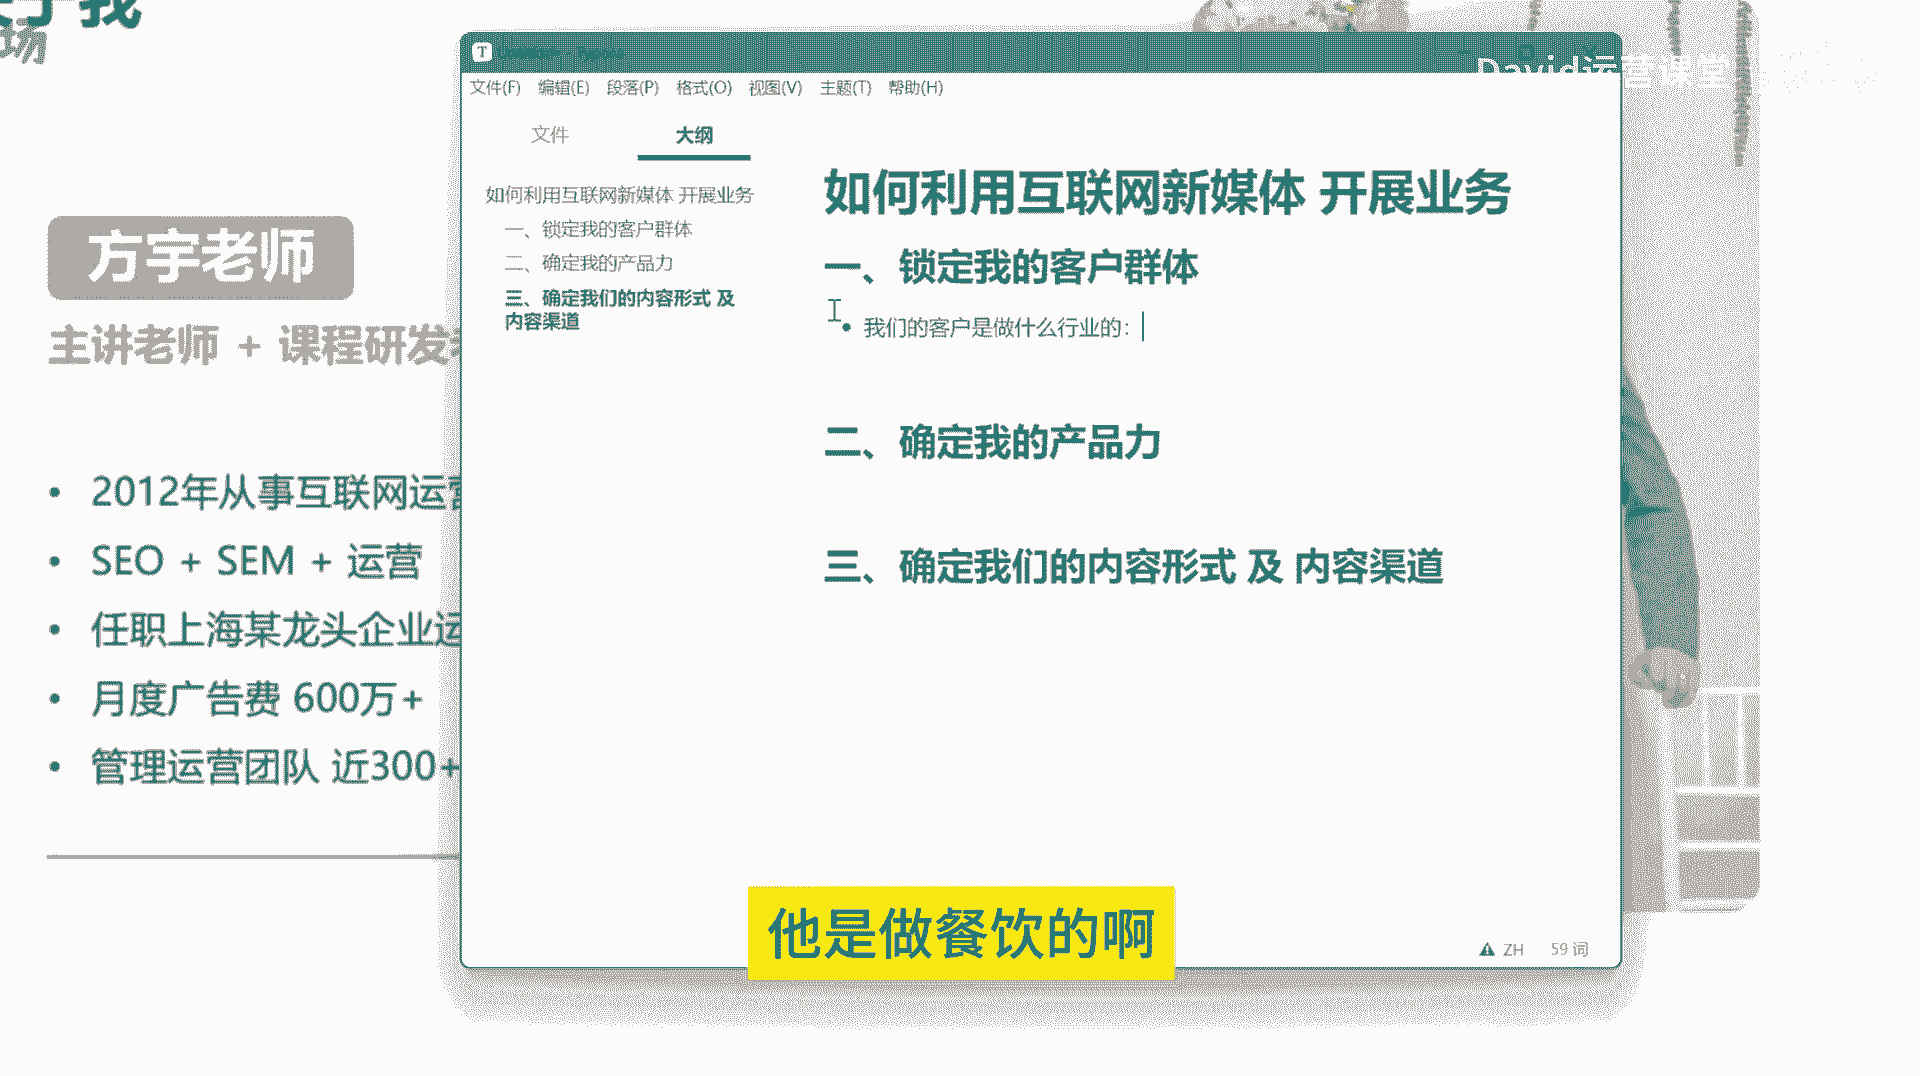 于我
场
方宇老师
主讲老师 + 课程研发
• 2012年从事互联网运营
• SEO + SEM + 运营
• 任职上海某龙头企业运
• 月度广告费 600万+
• 管理运营团队 近300+
T
文件(F) 编辑(E) 段落(P) 格式(O) 视图(V) 主题(T) 帮助(H)
David运营课堂
文件 大纲
如何利用互联网新媒体 开展业务
一、锁定我的客户群体
二、确定我的产品力
三、确定我们的内容形式 及
内容渠道
如何利用互联网新媒体 开展业务
一、锁定我的客户群体
• 我们的客户是做什么行业的：
二、确定我的产品力
三、确定我们的内容形式 及 内容渠道
他是做餐饮的啊
ZH 59 词